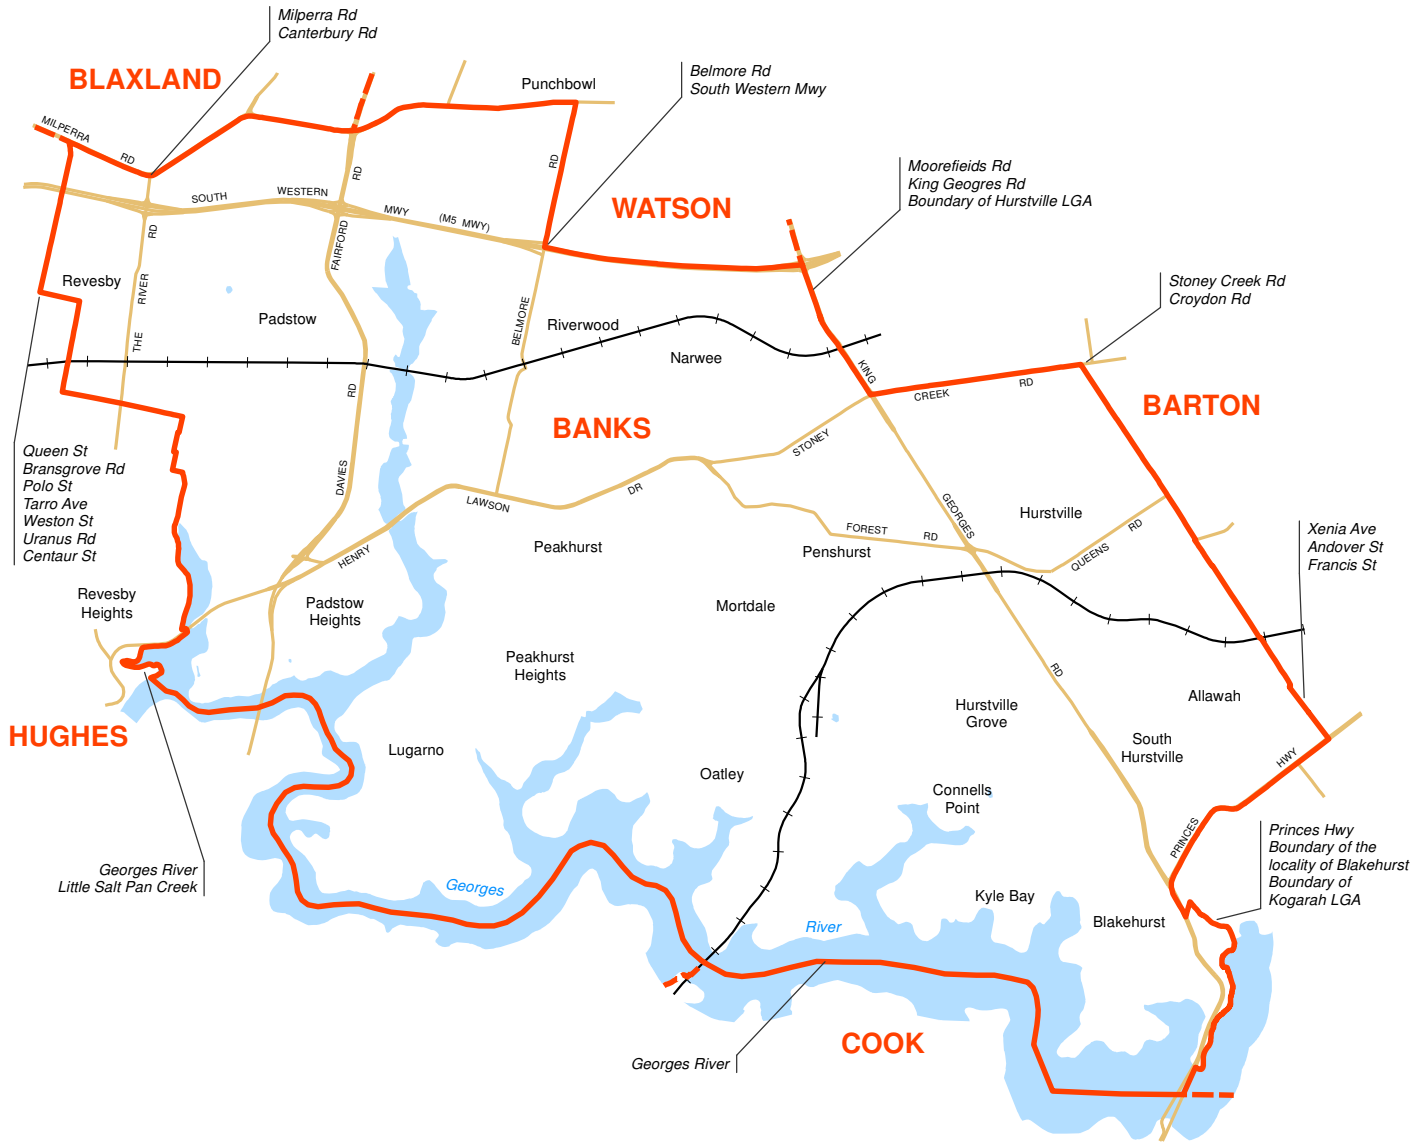 Milperra Rd
Canterbury Rd
BLAXLAND
Punchbowl
Belmore Rd
South Western Mwy
MILPERRA
RD
RD
RD
Moorefieids Rd
King Geogres Rd
Boundary of Hurstville LGA
SOUTH
WESTERN
MWY
(M5 MWY)
WATSON
RD
FAIRFORD
Revesby
RIVER
Padstow
THE
BELMORE
Riverwood
Narwee
Stoney Creek Rd
Croydon Rd
KING
CREEK
RD
RD
BARTON
BANKS
STONEY
Queen St
Bransgrove Rd
Polo St
Tarro Ave
Weston St
Uranus Rd
Centaur St
DAVIES
LAWSON
DR
GEORGES
Hurstville
FOREST
RD
QUEENS
RD
Xenia Ave
Andover St
Francis St
HENRY
Peakhurst
Penshurst
Revesby
Heights
Padstow
Heights
Mortdale
Peakhurst
Heights
RD
Allawah
Hurstville
Grove
HUGHES
Lugarno
South
Hurstville
HWY
Oatley
Connells
Point
PRINCES
Princes Hwy
Boundary of the
locality of Blakehurst
Boundary of
Kogarah LGA
Georges River
Little Salt Pan Creek
Georges
Kyle Bay
River
Blakehurst
COOK
Georges River